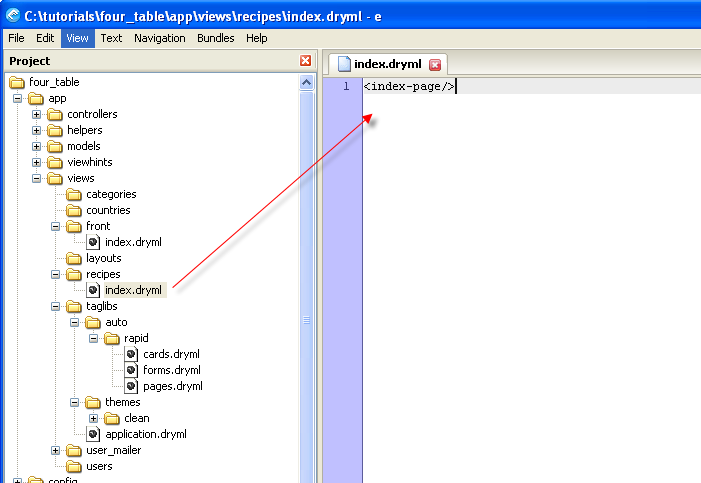 C:\tutorials\four_table\app\views\recipes\index.dryml - e
File Edit View Text Navigation Bundles Help
Project
index.dryml
1 <index-page/>
four_table
app
controllers
helpers
models
viewhints
views
categories
countries
front
index.dryml
layouts
recipes
index.dryml
taglibs
auto
rapid
cards.dryml
forms.dryml
pages.dryml
themes
clean
application.dryml
user_mailer
users
config